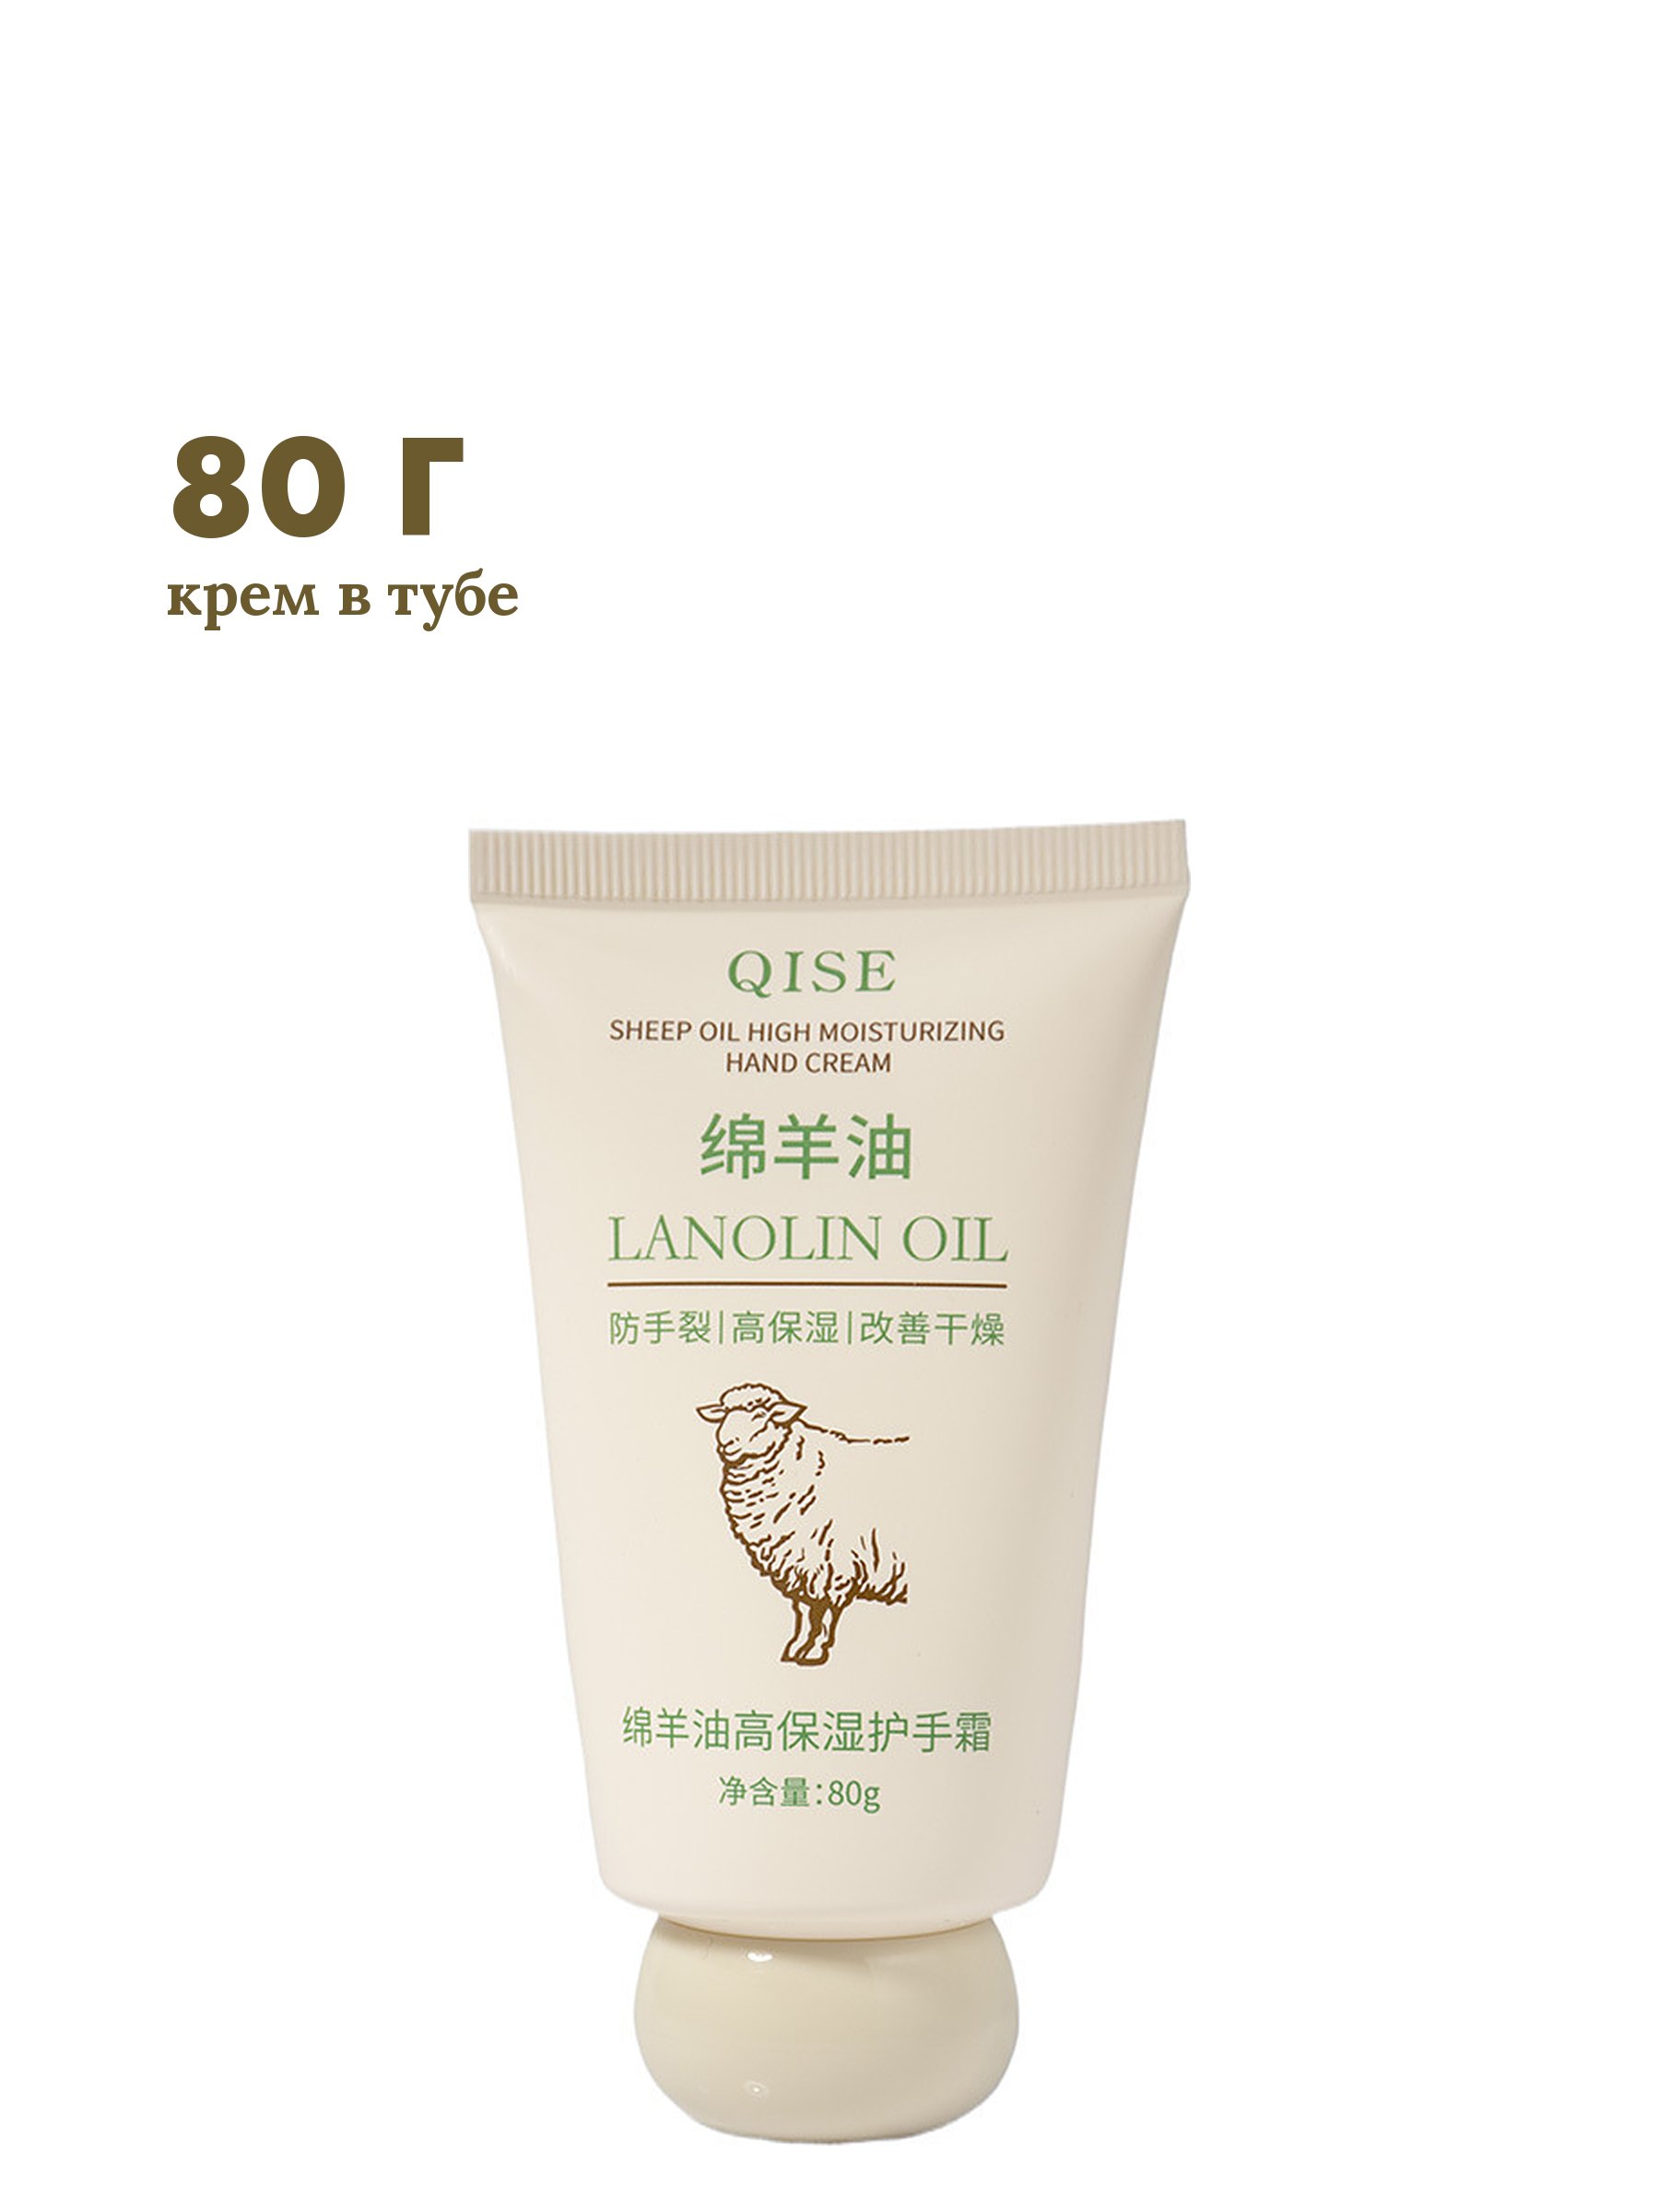 80 Г
крем в тубе
QISE
SHEEP OIL HIGH MOISTURIZING
HAND CREAM
绵羊油
LANOLIN OIL
防手裂|高保湿|改善干燥
绵羊油高保湿护手霜
净含量:80g